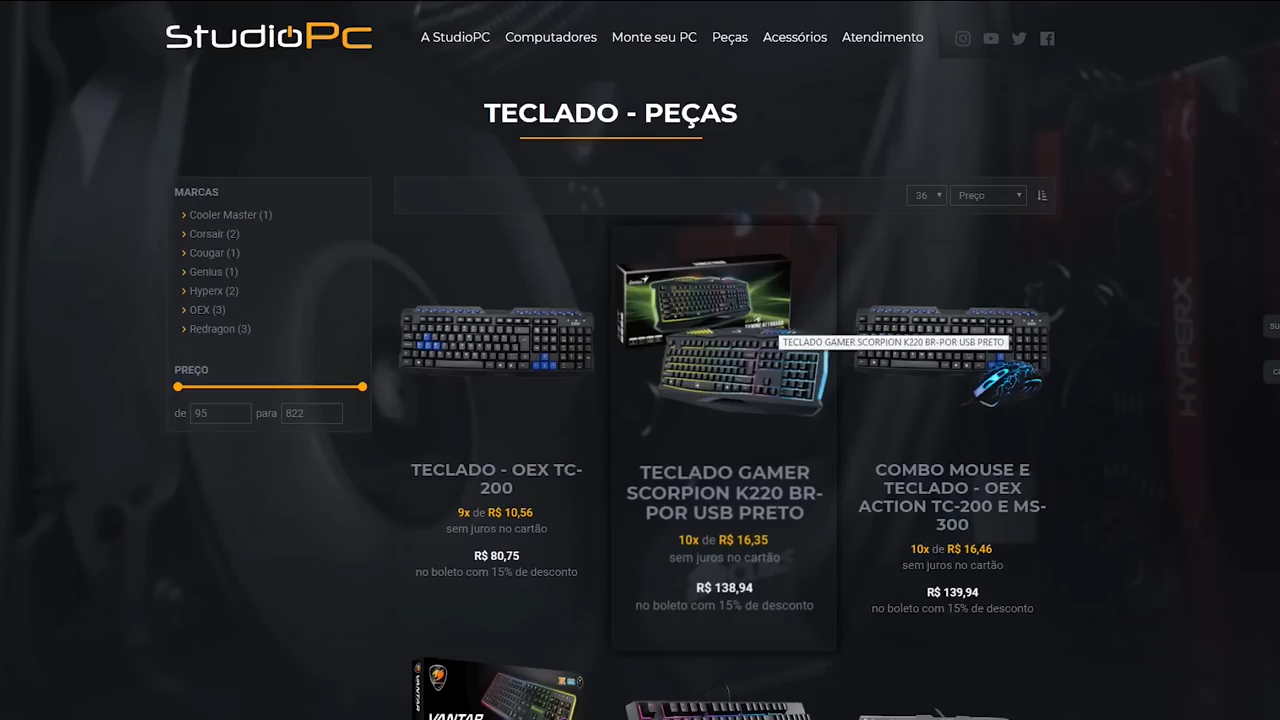 StudioPc
A StudioPC Computadores Monte seu PC Peças Acessórios Atendimento
TECLADO - PEÇAS
MARCAS
Cooler Master (1)
Corsair (2)
Cougar (1)
Genius (1)
Hyperx (2)
OEX (3)
Redragon (3)
PREÇO
de 95 para 822
36 Preço
TECLADO GAMER SCORPION K220 BR-POR USB PRETO
HYPERX
TECLADO - OEX TC-
200
9x de R$ 10,56
sem juros no cartão
R$ 80,75
no boleto com 15% de desconto
TECLADO GAMER
SCORPION K220 BR-
POR USB PRETO
10x de R$ 16,35
sem juros no cartão
R$ 138,94
no boleto com 15% de desconto
COMBO MOUSE E
TECLADO - OEX
ACTION TC-200 E MS-
300
10x de R$ 16,46
sem juros no cartão
R$ 139,94
no boleto com 15% de desconto
VANTAR
VANTAR